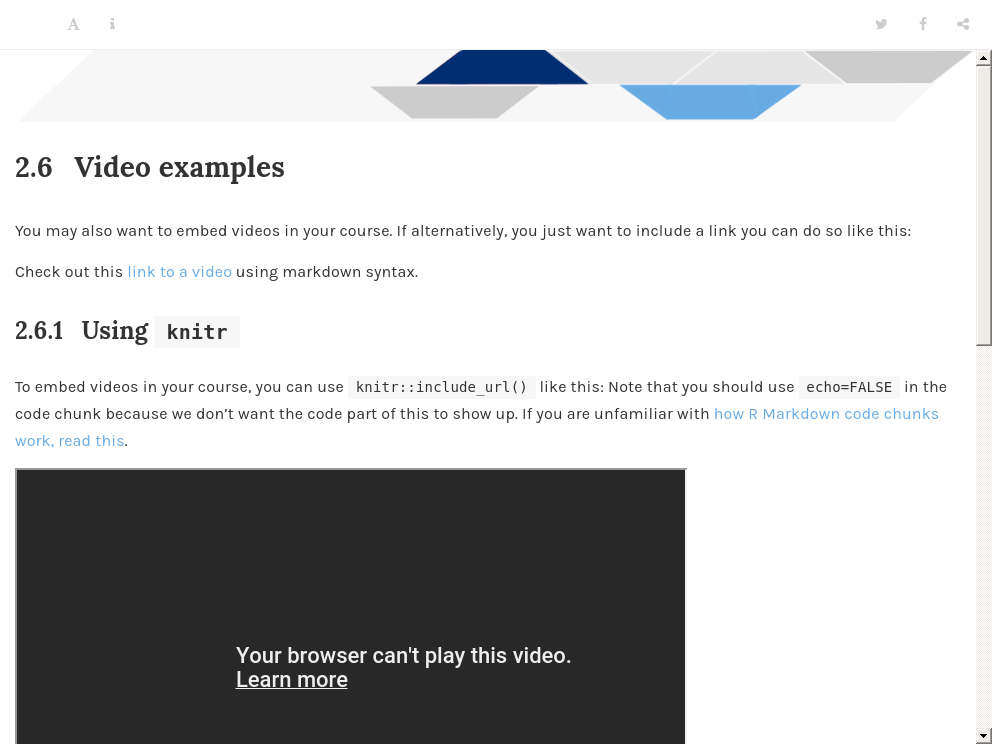 2.6 Video examples
You may also want to embed videos in your course. If alternatively, you just want to include a link you can do so like this:
Check out this link to a video using markdown syntax.
2.6.1 Using knitr
To embed videos in your course, you can use knitr::include_url() like this: Note that you should use echo=FALSE in the
code chunk because we don’t want the code part of this to show up. If you are unfamiliar with how R Markdown code chunks
work, read this.
Your browser can't play this video.
Learn more